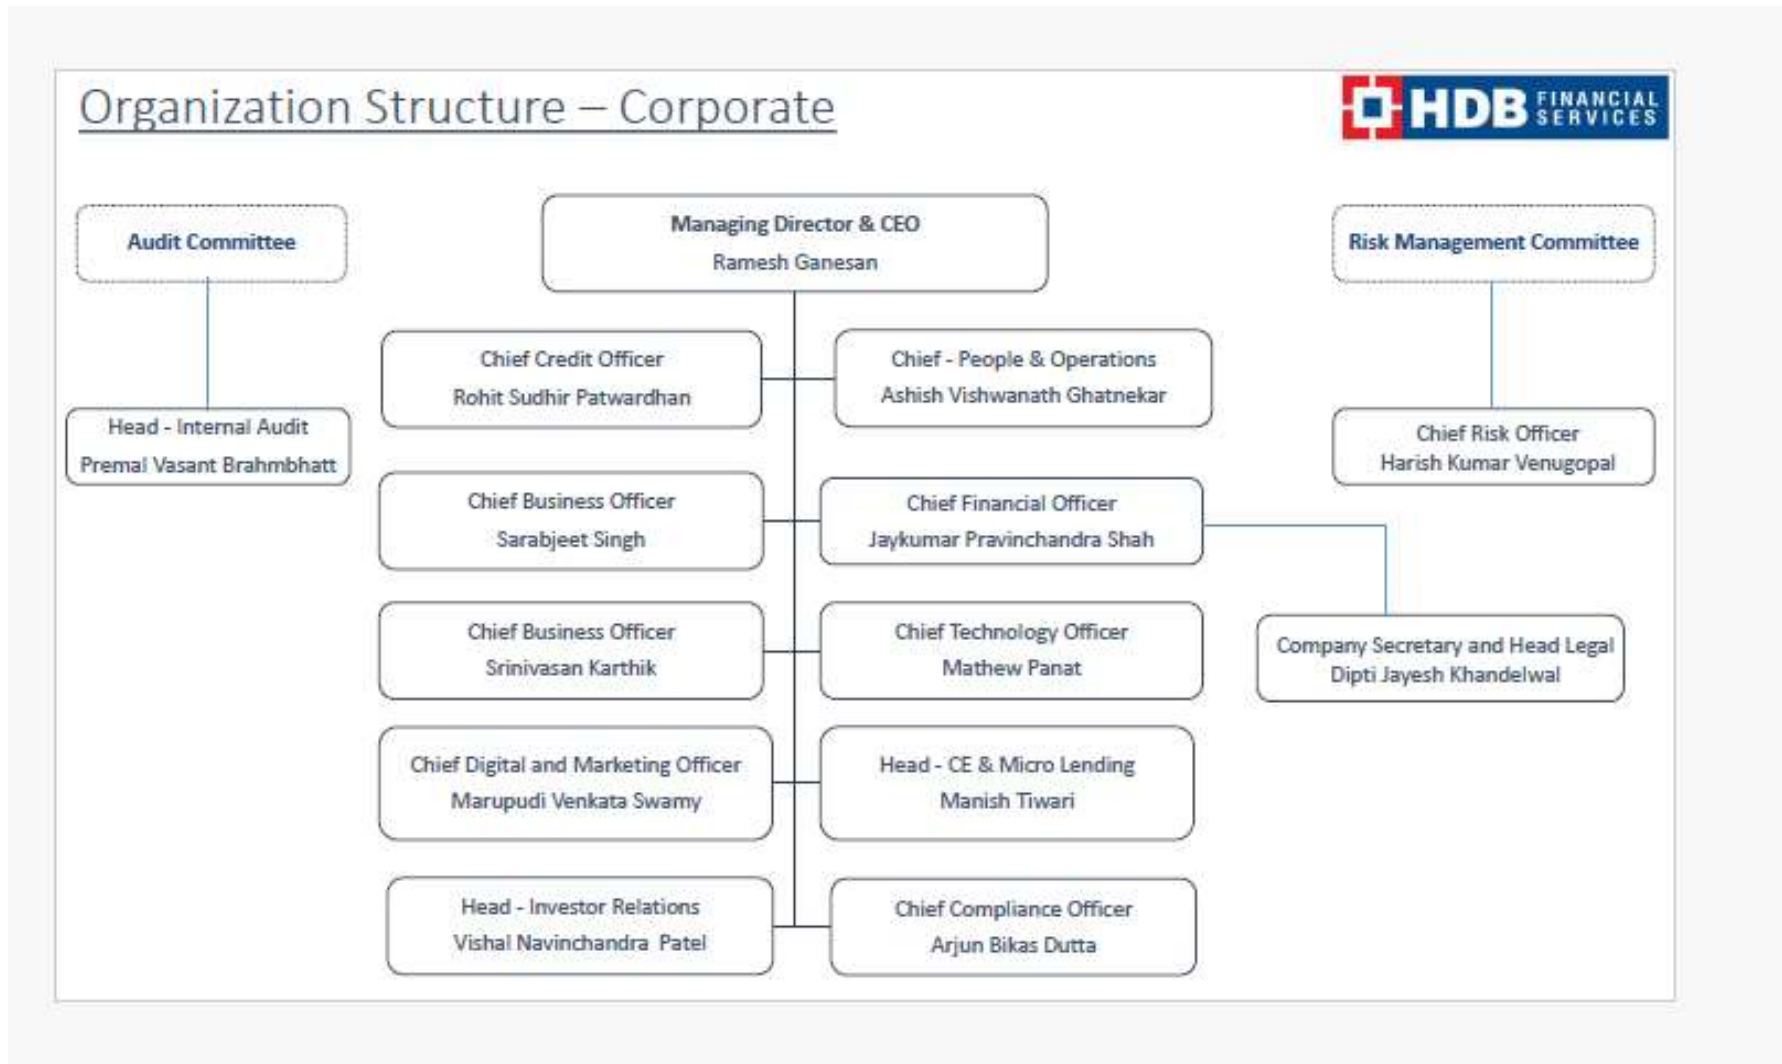 Organization Structure – Corporate
HDB FINANCIAL
SERVICES
Audit Committee
Managing Director & CEO
Ramesh Ganesan
Risk Management Committee
Head - Internal Audit
Premal Vasant Brahmbhatt
Chief Credit Officer
Rohit Sudhir Patwardhan
Chief - People & Operations
Ashish Vishwanath Ghatnekar
Chief Risk Officer
Harish Kumar Venugopal
Chief Business Officer
Sarabjeet Singh
Chief Financial Officer
Jaykumar Pravinchandra Shah
Chief Business Officer
Srinivasan Karthik
Chief Technology Officer
Mathew Panat
Company Secretary and Head Legal
Dipti Jayesh Khandelwal
Chief Digital and Marketing Officer
Marupudi Venkata Swamy
Head - CE & Micro Lending
Manish Tiwari
Head - Investor Relations
Vishal Navinchandra Patel
Chief Compliance Officer
Arjun Bikas Dutta